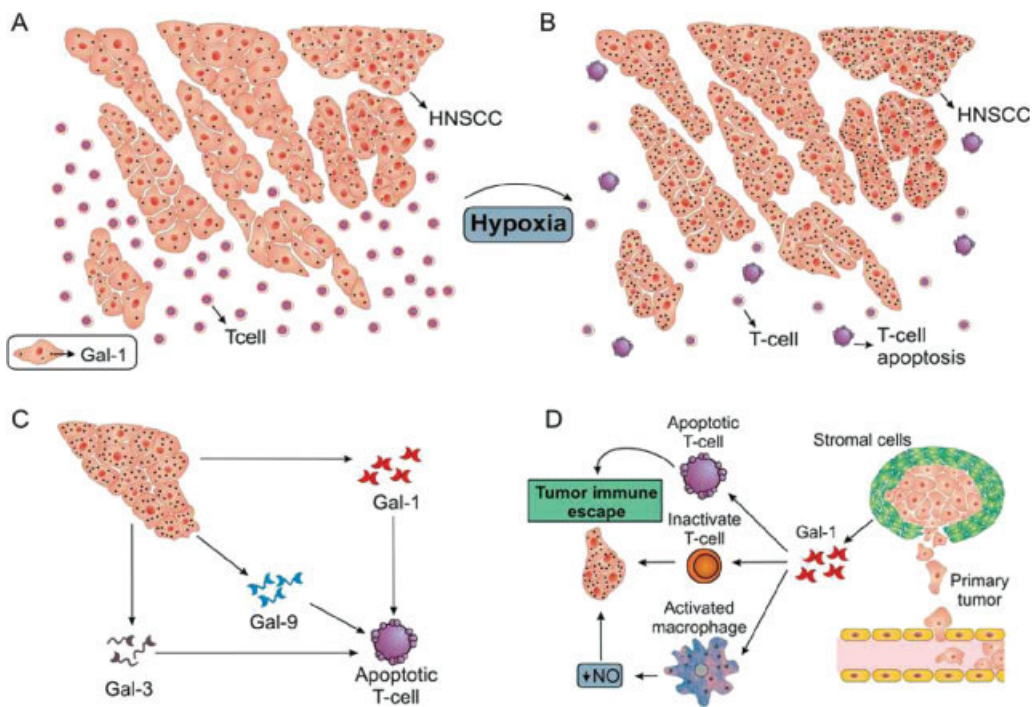 A
HNSCC
Tcell
Gal-1
Hypoxia
B
HNSCC
T-cell
T-cell
apoptosis
C
Gal-1
Gal-9
Gal-3
Apoptotic
T-cell
D
Apoptotic
T-cell
Stromal cells
Tumor immune
escape
Inactivate
T-cell
Gal-1
Primary
tumor
Activated
macrophage
↓NO